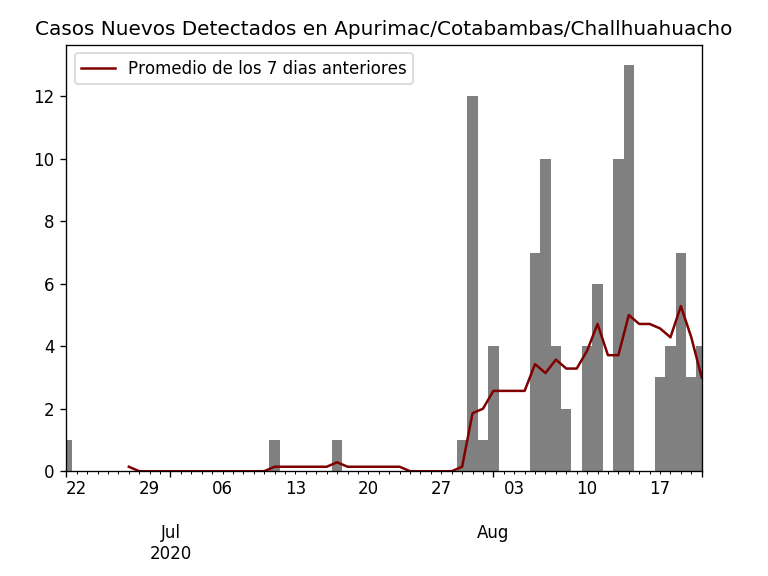 Casos Nuevos Detectados en Apurimac/Cotabambas/Challhuahuacho
Promedio de los 7 dias anteriores
12
10
8
6
4
2
0
22 29 06 13 20 27 03 10 17
Jul Aug
2020